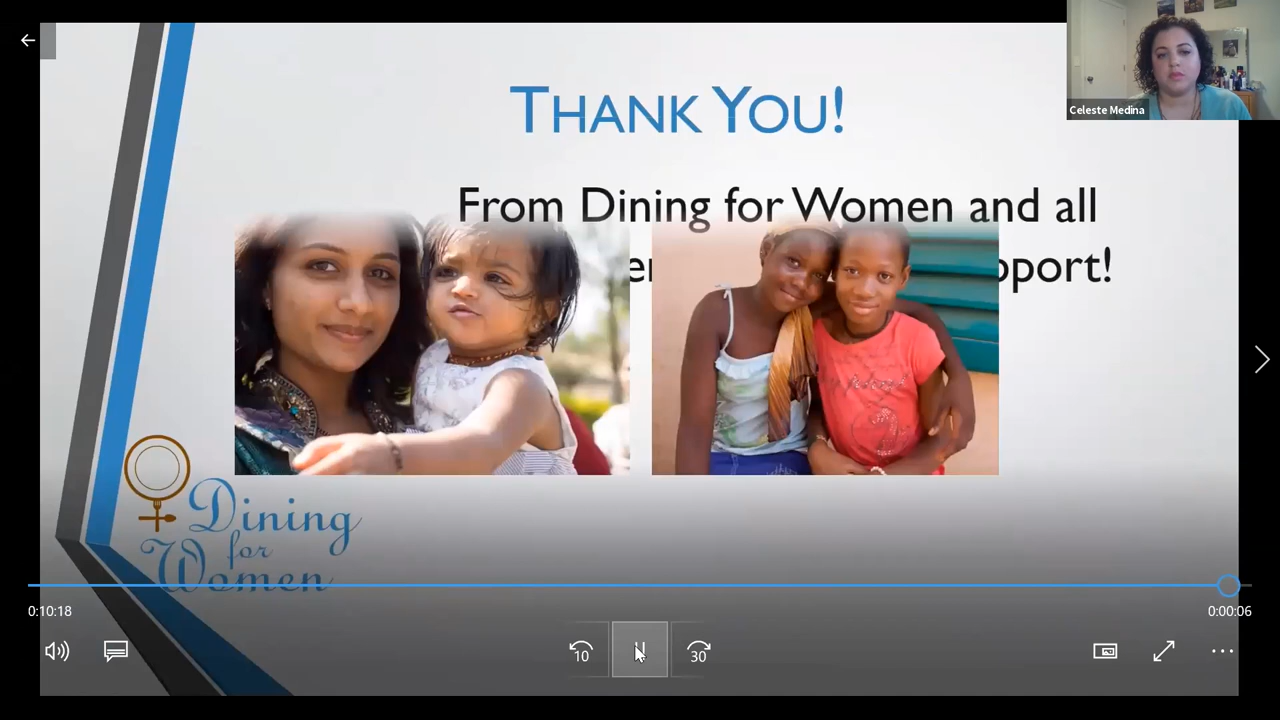 THANK YOU!
Celeste Medina
From Dining for Women and all
pport!
Dining
for
Women
0:10:18
0:00:06
10
30